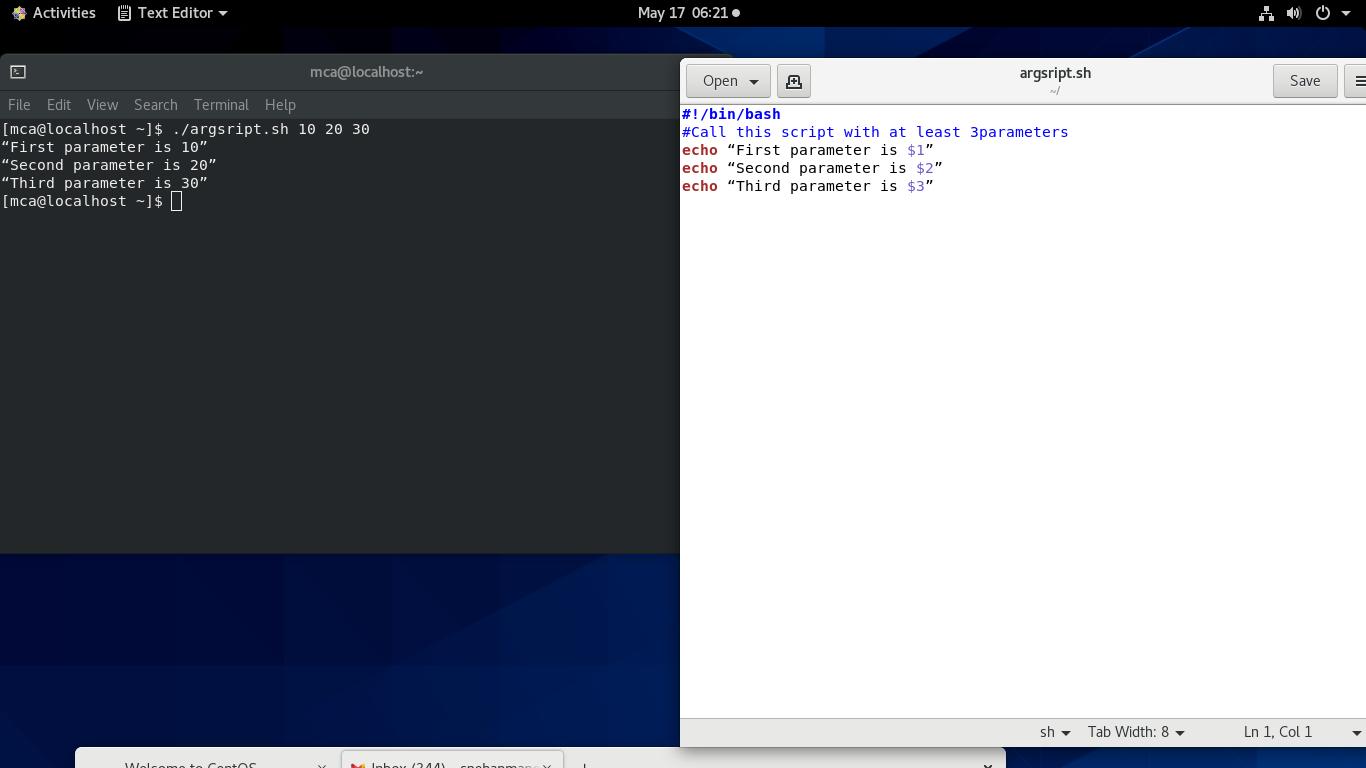 Activities Text Editor May 17 06:21
mca@localhost:~
File Edit View Search Terminal Help
[mca@localhost ~]$ ./argsript.sh 10 20 30
“First parameter is 10”
“Second parameter is 20”
“Third parameter is 30”
[mca@localhost ~]$
Open argsript.sh Save
~/
#!/bin/bash
#Call this script with at least 3parameters
echo “First parameter is $1”
echo “Second parameter is $2”
echo “Third parameter is $3”
sh Tab Width: 8 Ln 1, Col 1
Welcome to CentOS Inbox (244)